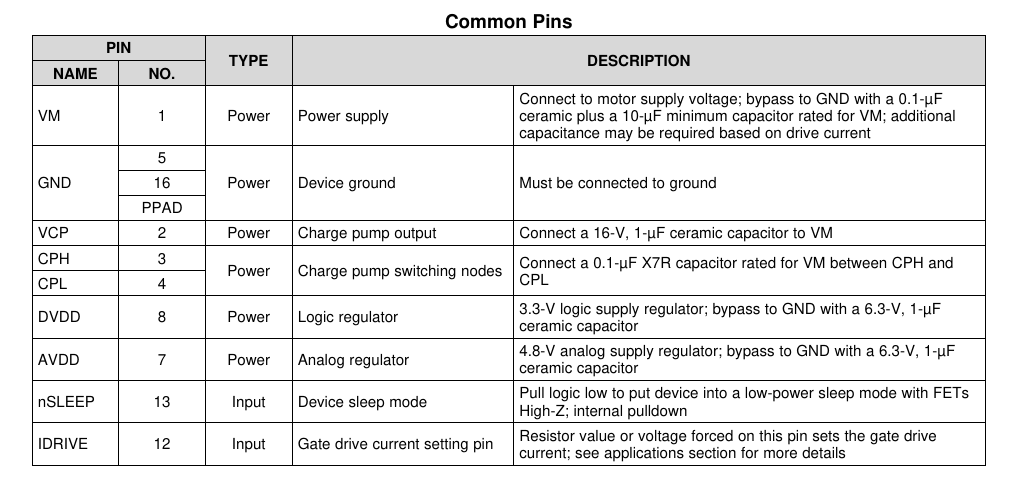 Common Pins
PIN
TYPE
DESCRIPTION
NAME
NO.
VM
1
Power
Power supply
Connect to motor supply voltage; bypass to GND with a 0.1-µF
ceramic plus a 10-µF minimum capacitor rated for VM; additional
capacitance may be required based on drive current
GND
5
16
PPAD
Power
Device ground
Must be connected to ground
VCP
2
Power
Charge pump output
Connect a 16-V, 1-µF ceramic capacitor to VM
CPH
3
CPL
4
Power
Charge pump switching nodes
Connect a 0.1-µF X7R capacitor rated for VM between CPH and
CPL
DVDD
8
Power
Logic regulator
3.3-V logic supply regulator; bypass to GND with a 6.3-V, 1-µF
ceramic capacitor
AVDD
7
Power
Analog regulator
4.8-V analog supply regulator; bypass to GND with a 6.3-V, 1-µF
ceramic capacitor
nSLEEP
13
Input
Device sleep mode
Pull logic low to put device into a low-power sleep mode with FETs
High-Z; internal pulldown
IDRIVE
12
Input
Gate drive current setting pin
Resistor value or voltage forced on this pin sets the gate drive
current; see applications section for more details